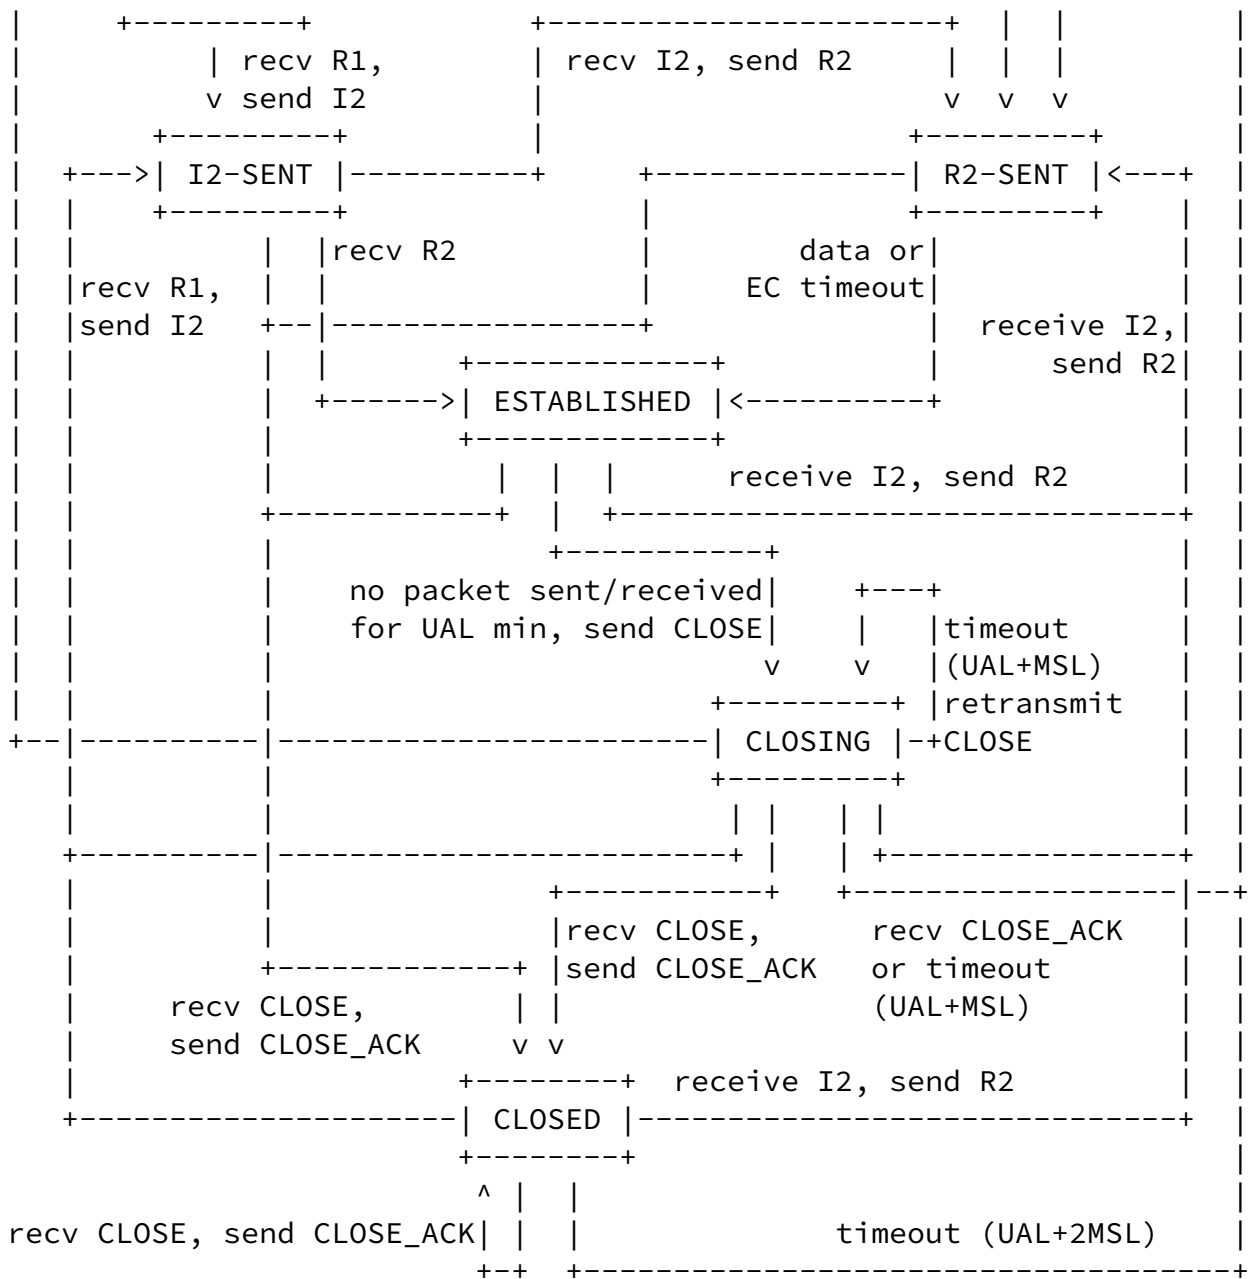 recv R1,
recv I2, send R2
send I2
I2-SENT
R2-SENT
recv R2
data or
recv R1,
EC timeout
send I2
receive I2,
send R2
ESTABLISHED
receive I2, send R2
no packet sent/received
for UAL min, send CLOSE
timeout
(UAL+MSL)
retransmit
CLOSING
CLOSE
recv CLOSE,
recv CLOSE_ACK
send CLOSE_ACK
or timeout
recv CLOSE,
(UAL+MSL)
send CLOSE_ACK
receive I2, send R2
CLOSED
recv CLOSE, send CLOSE_ACK
timeout (UAL+2MSL)